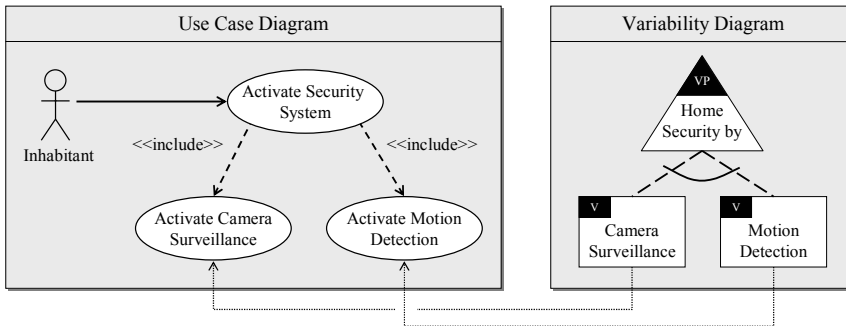 Use Case Diagram
Activate Security
System
Inhabitant
<<include>>
<<include>>
Activate Camera
Surveillance
Activate Motion
Detection
Variability Diagram
VP
Home
Security by
V
Camera
Surveillance
V
Motion
Detection